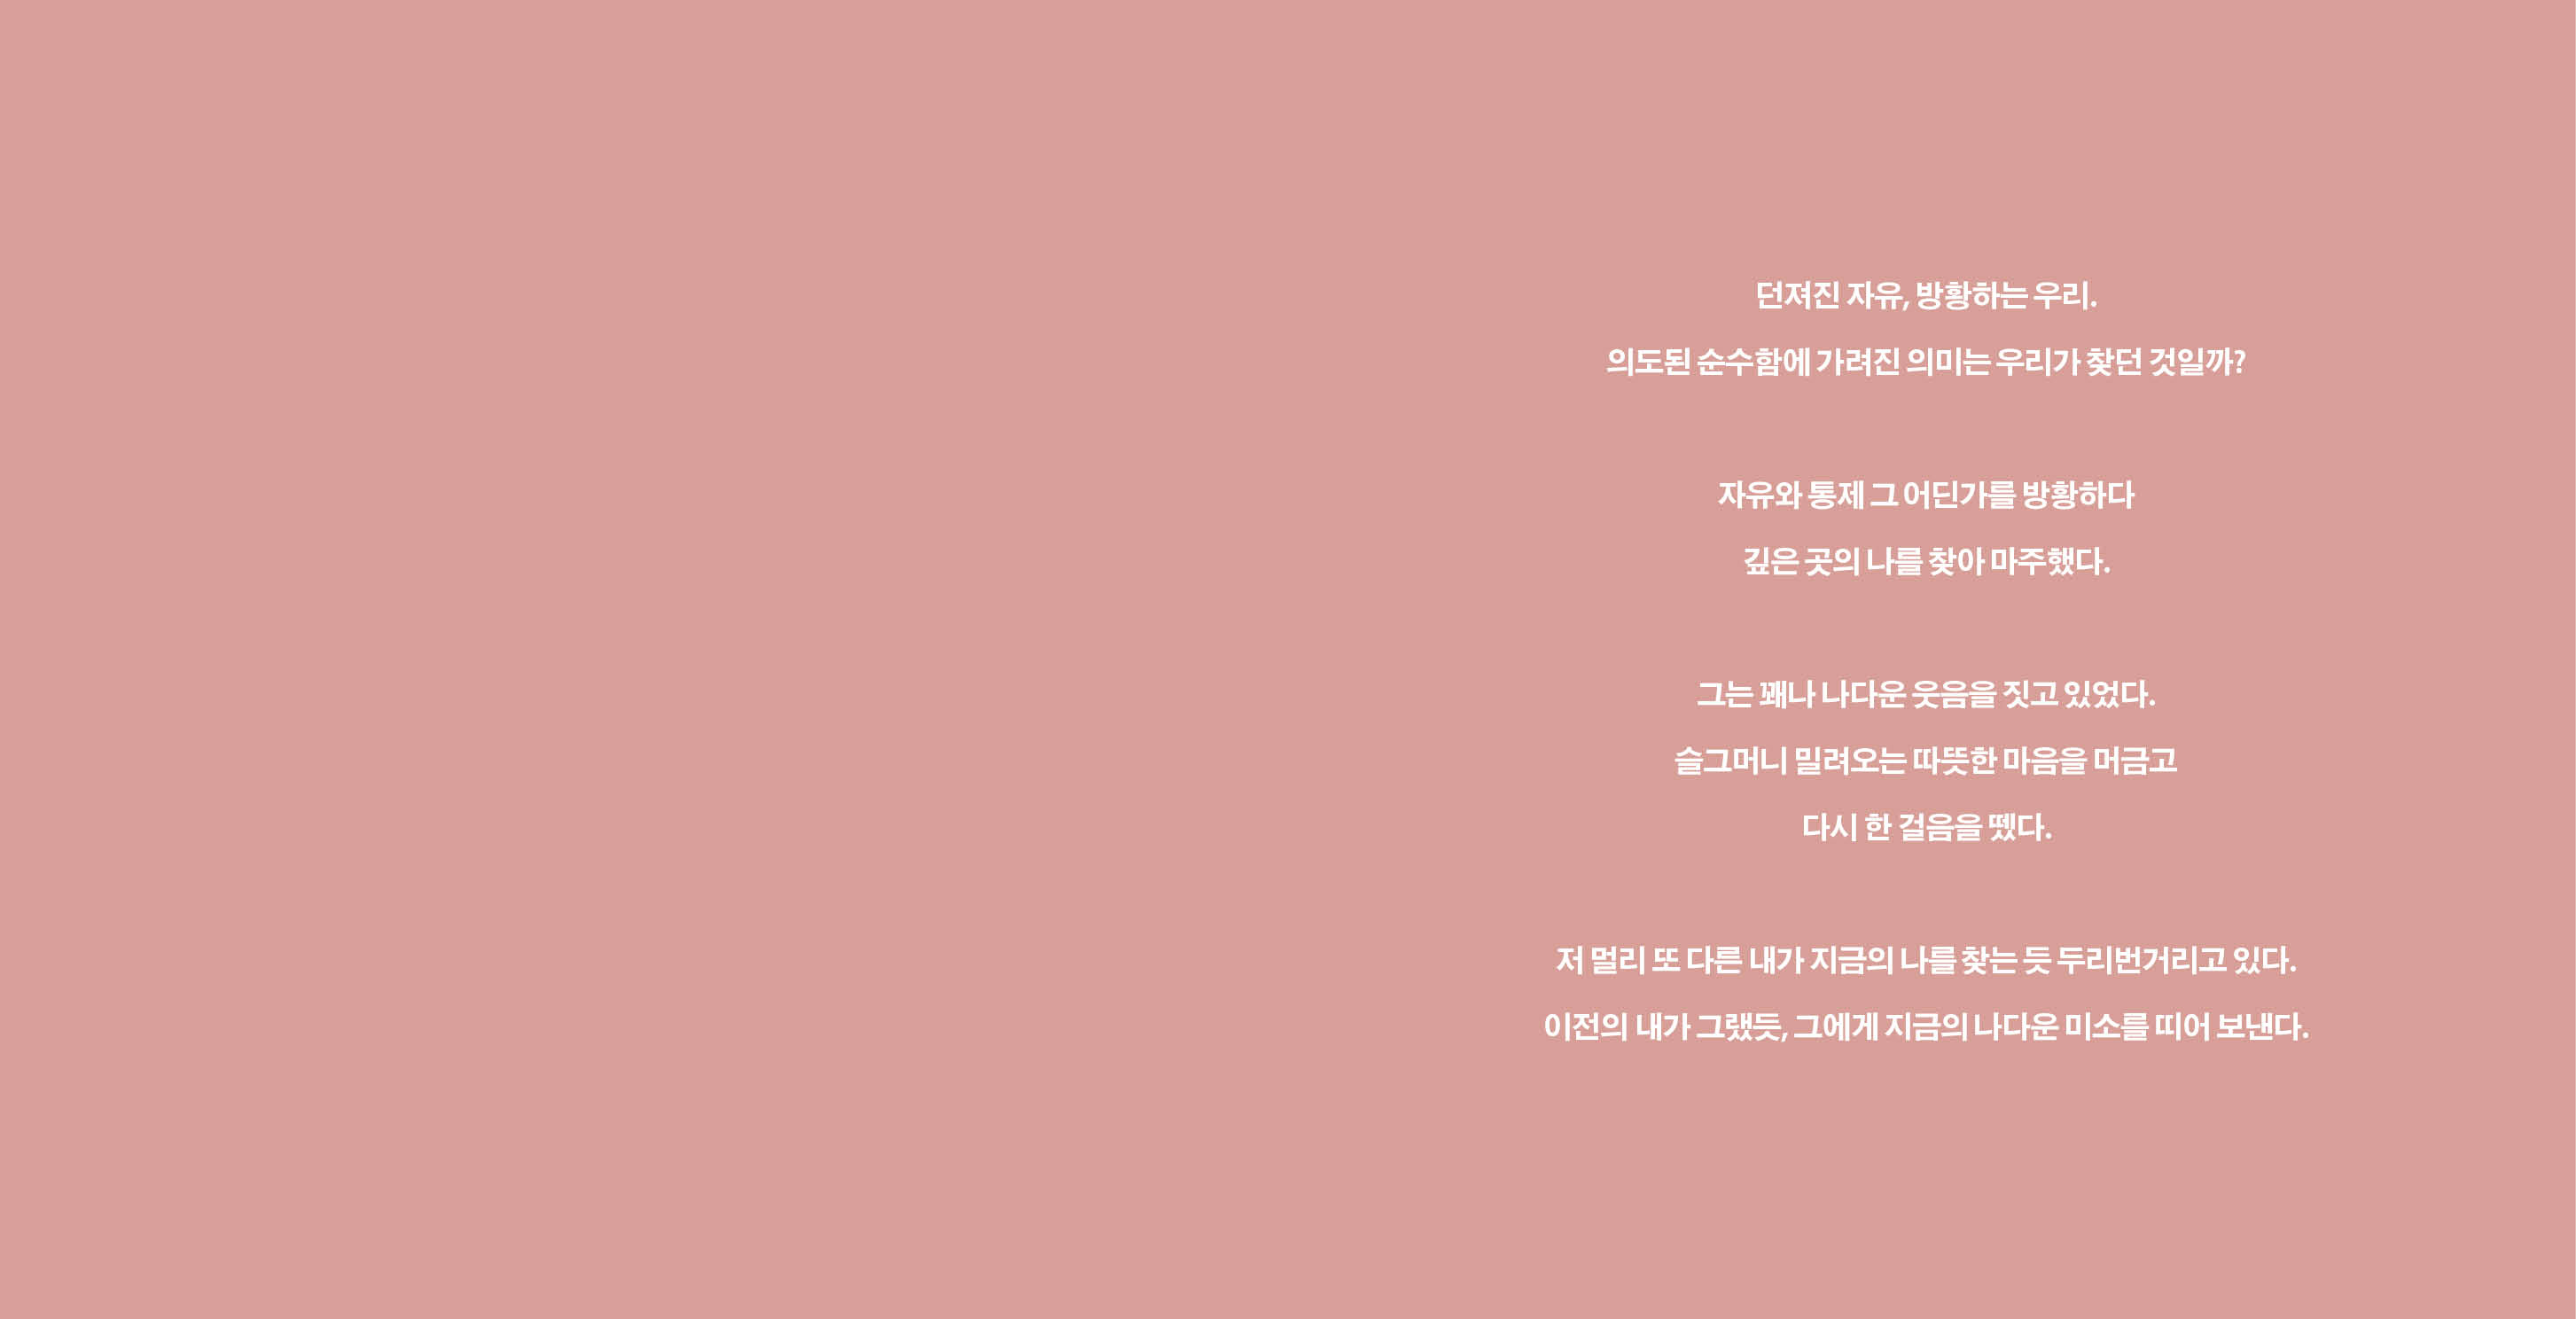 던져진 자유, 방황하는 우리.
의도된 순수함에 가려진 의미는 우리가 찾던 것일까?
자유와 통제 그 어딘가를 방황하다
깊은 곳의 나를 찾아 마주했다.
그는 꽤나 나다운 웃음을 짓고 있었다.
슬그머니 밀려오는 따뜻한 마음을 머금고
다시 한 걸음을 뗐다.
저 멀리 또 다른 내가 지금의 나를 찾는 듯 두리번거리고 있다.
이전의 내가 그랬듯, 그에게 지금의 나다운 미소를 띠어 보낸다.